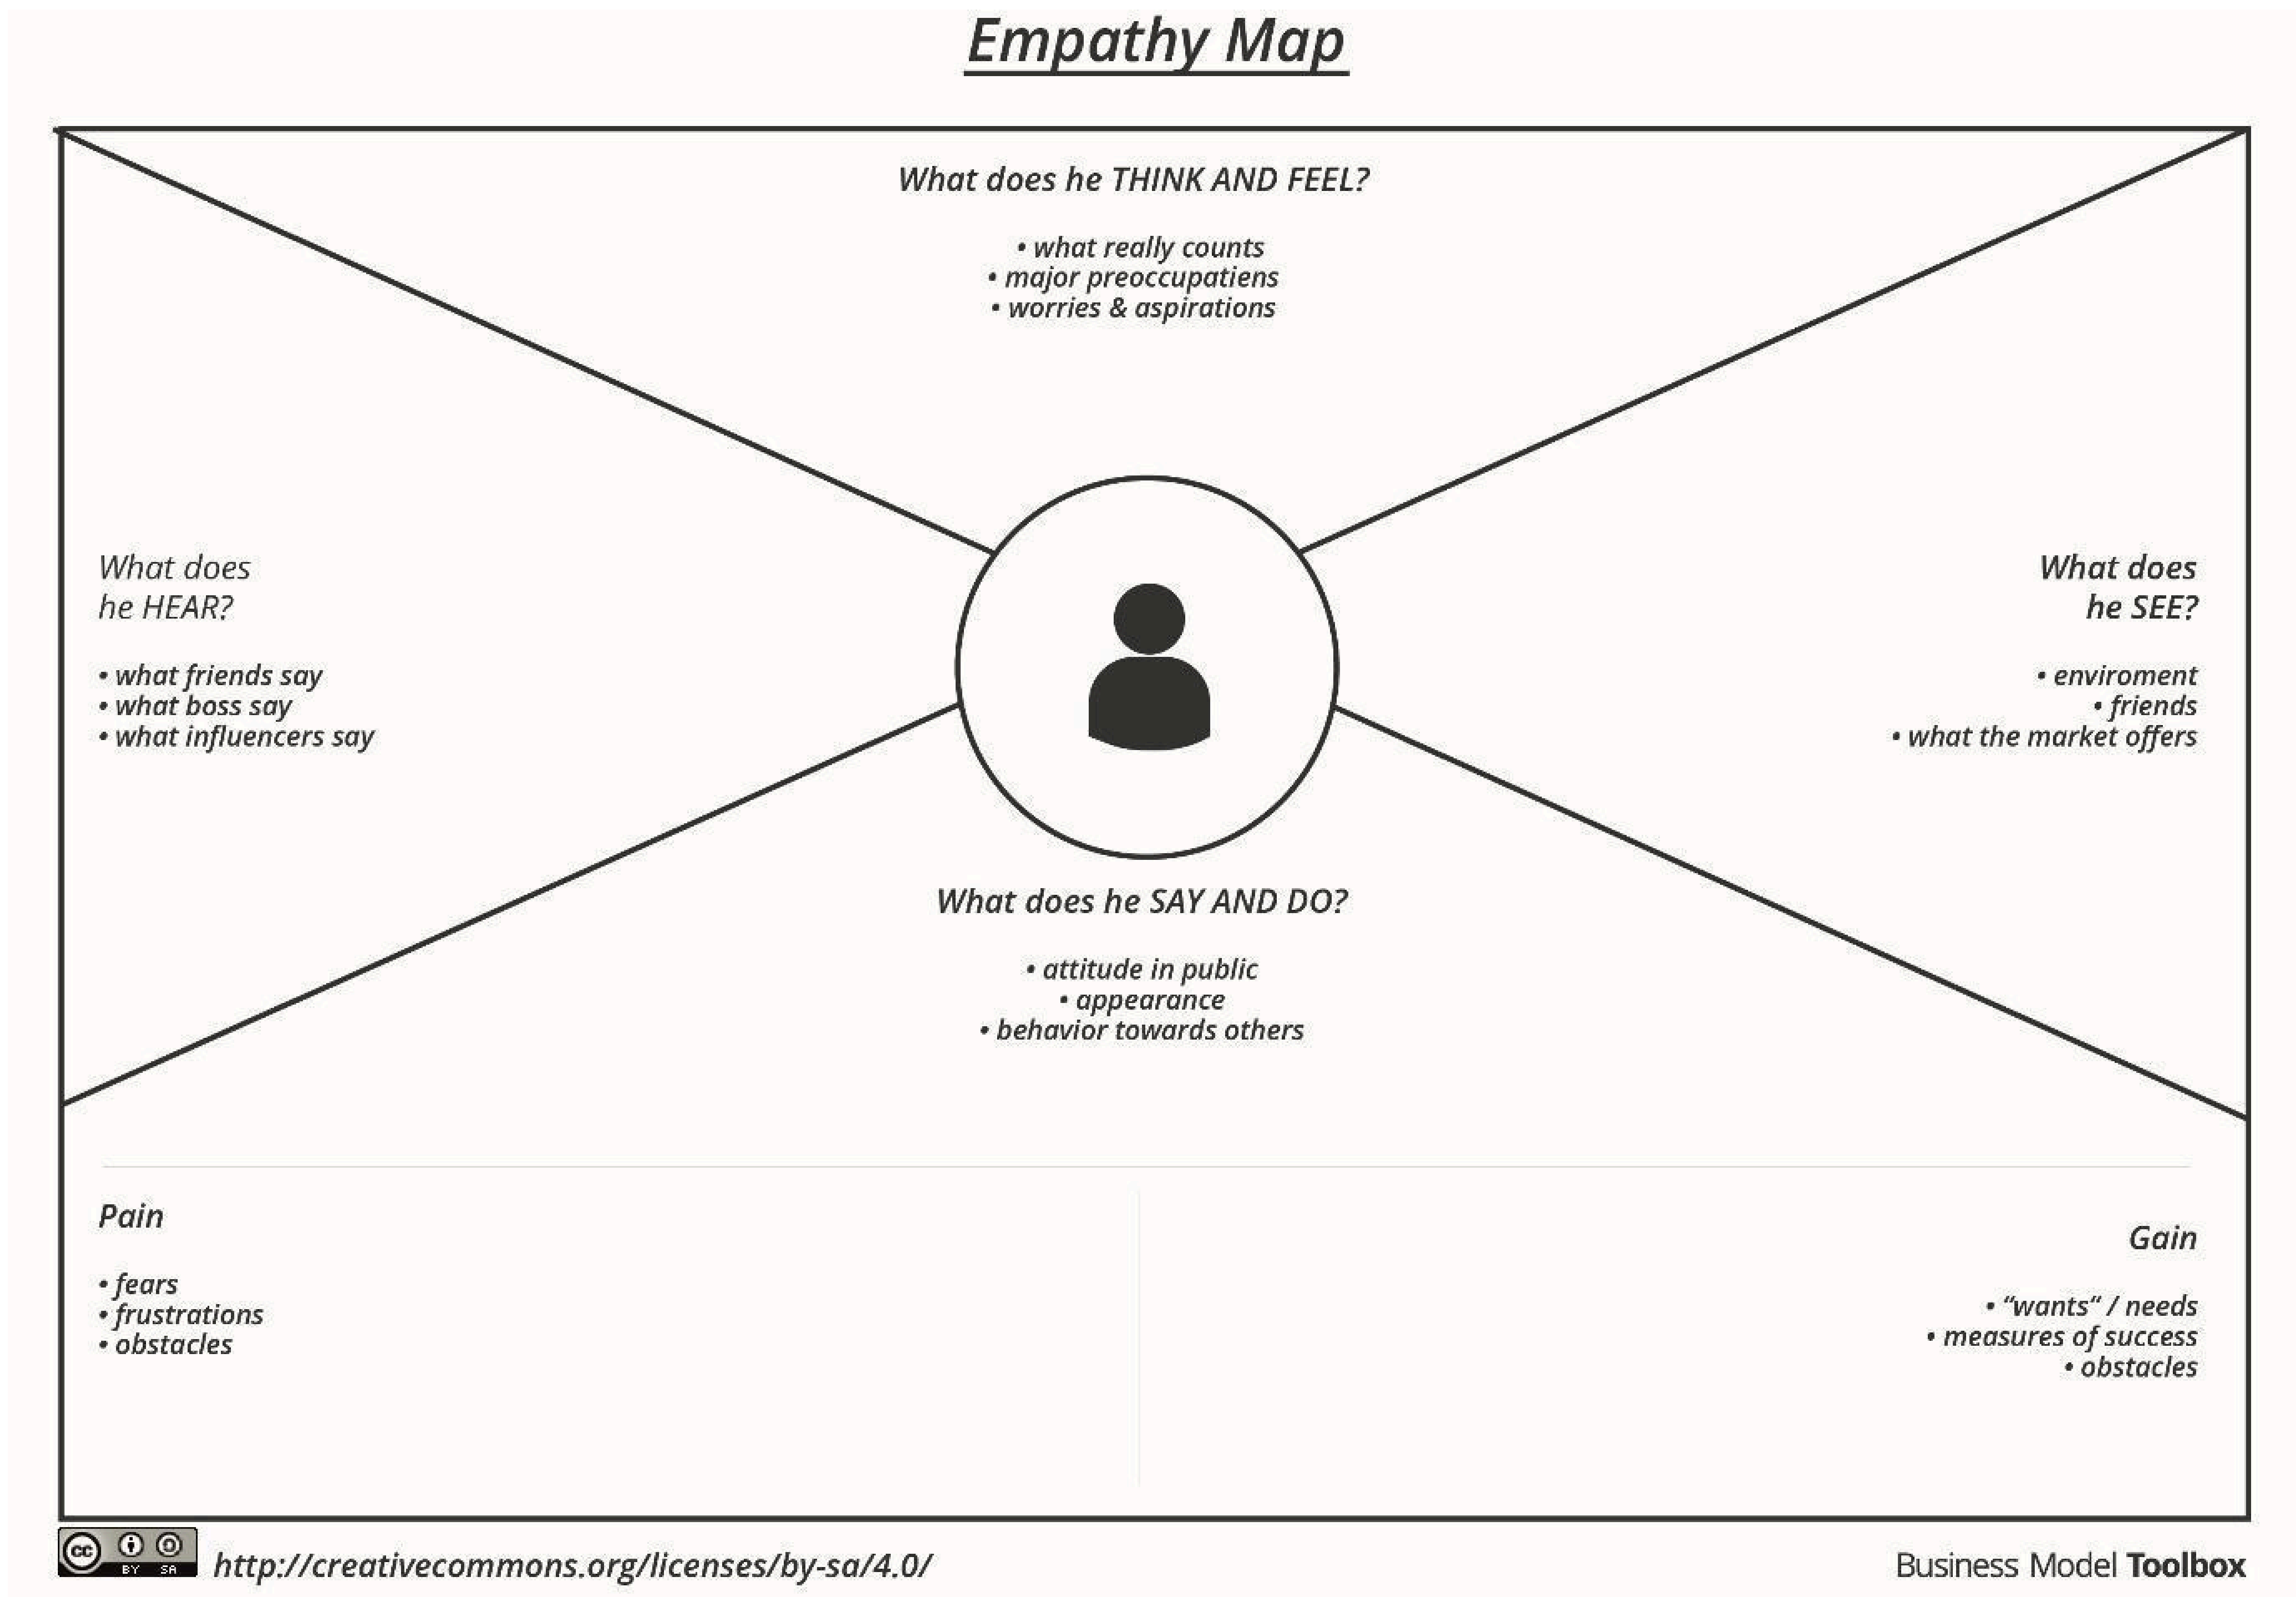 Empathy Map
What does he THINK AND FEEL?
• what really counts
• major preoccupatiens
• worries & aspirations
What does
he HEAR?
• what friends say
• what boss say
• what influencers say
What does
he SEE?
• enviroment
• friends
• what the market offers
What does he SAY AND DO?
• attitude in public
• appearance
• behavior towards others
Pain
• fears
• frustrations
• obstacles
Gain
• “wants“ / needs
• measures of success
• obstacles
cc BY SA
http://creativecommons.org/licenses/by-sa/4.0/
Business Model Toolbox